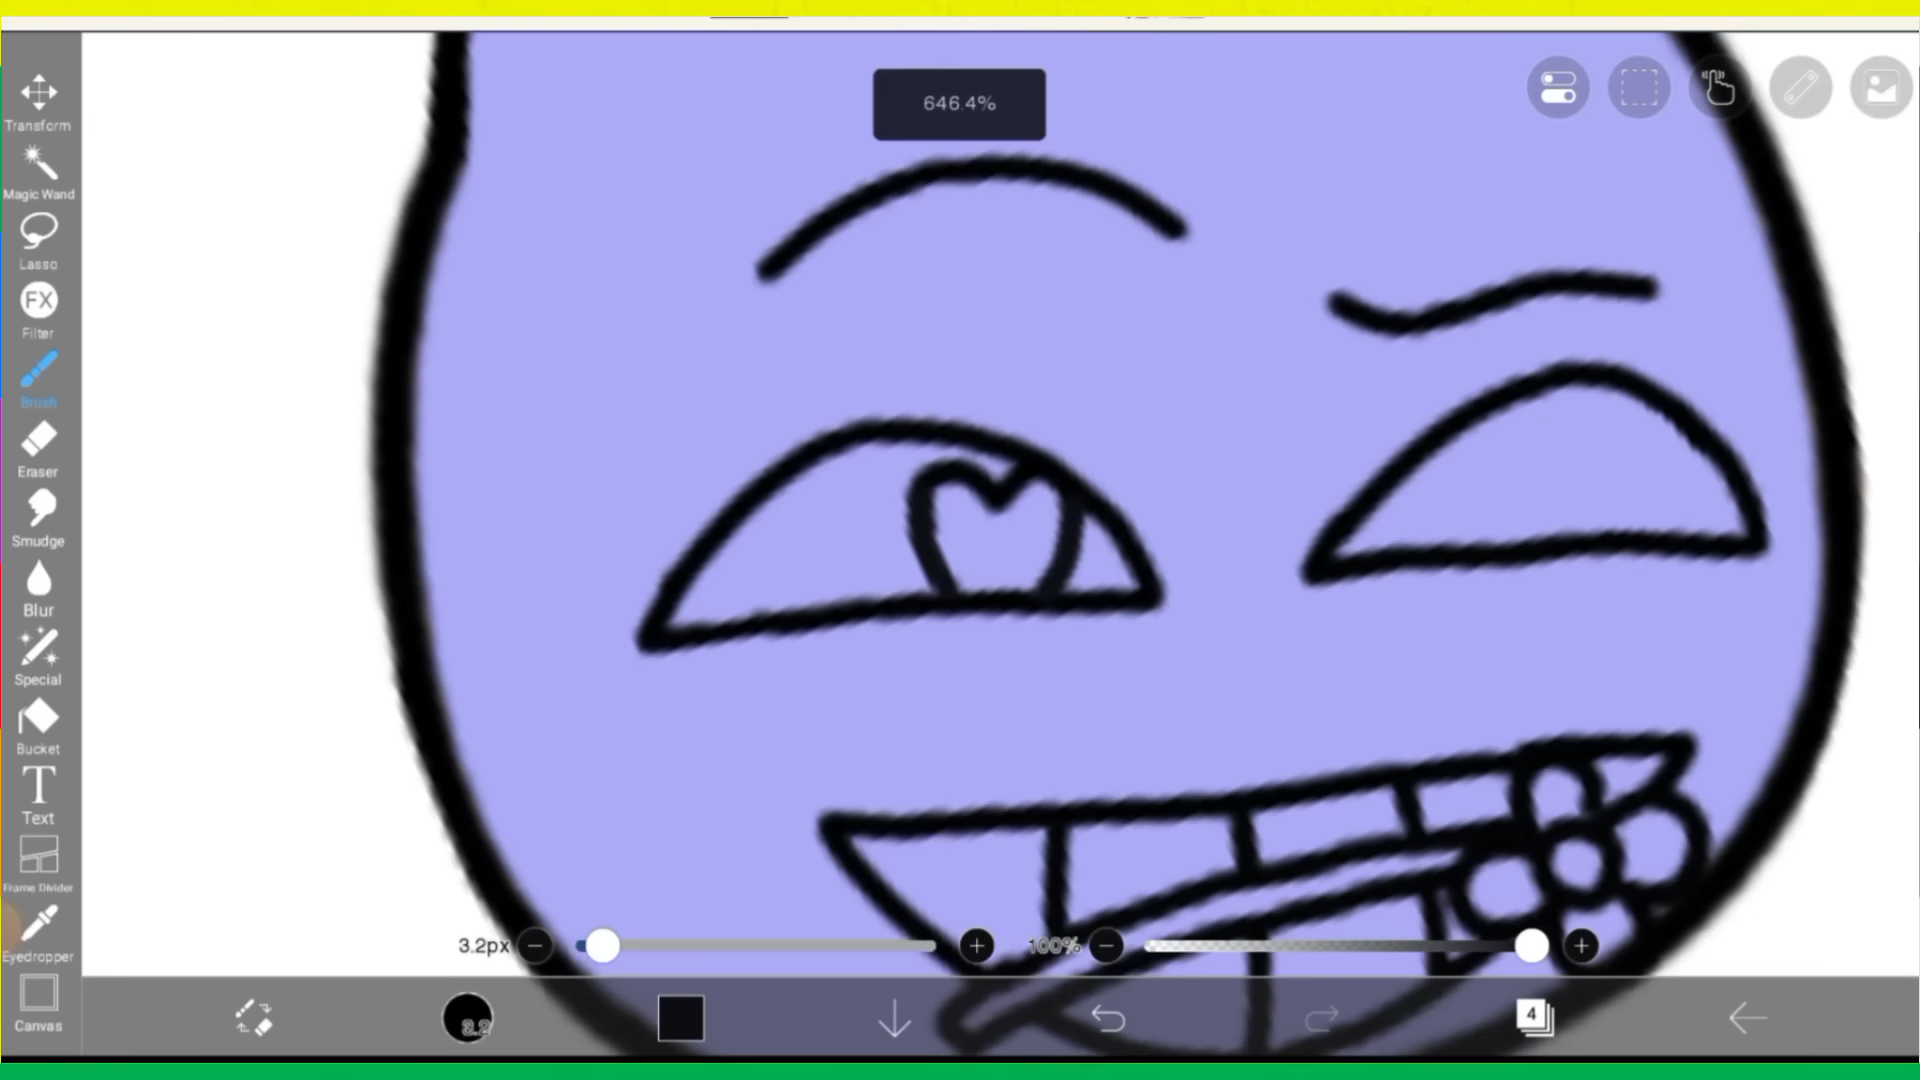 646.4%
Transform
Magic Wand
Lasso
FX
Filter
Brush
Eraser
Smudge
Blur
Special
Bucket
T
Text
Frame Divider
Eyedropper
Canvas
3.2px
100%
3.2
4